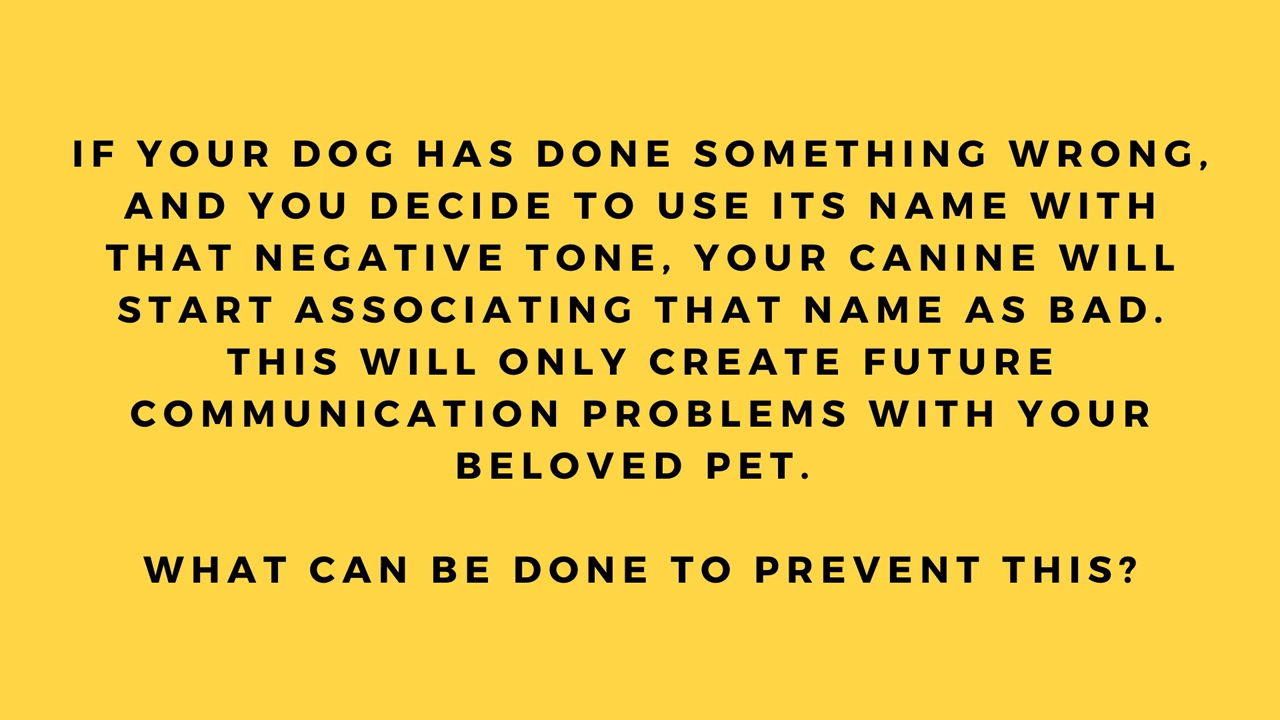 IF YOUR DOG HAS DONE SOMETHING WRONG,
AND YOU DECIDE TO USE ITS NAME WITH
THAT NEGATIVE TONE, YOUR CANINE WILL
START ASSOCIATING THAT NAME AS BAD.
THIS WILL ONLY CREATE FUTURE
COMMUNICATION PROBLEMS WITH YOUR
BELOVED PET.
WHAT CAN BE DONE TO PREVENT THIS?